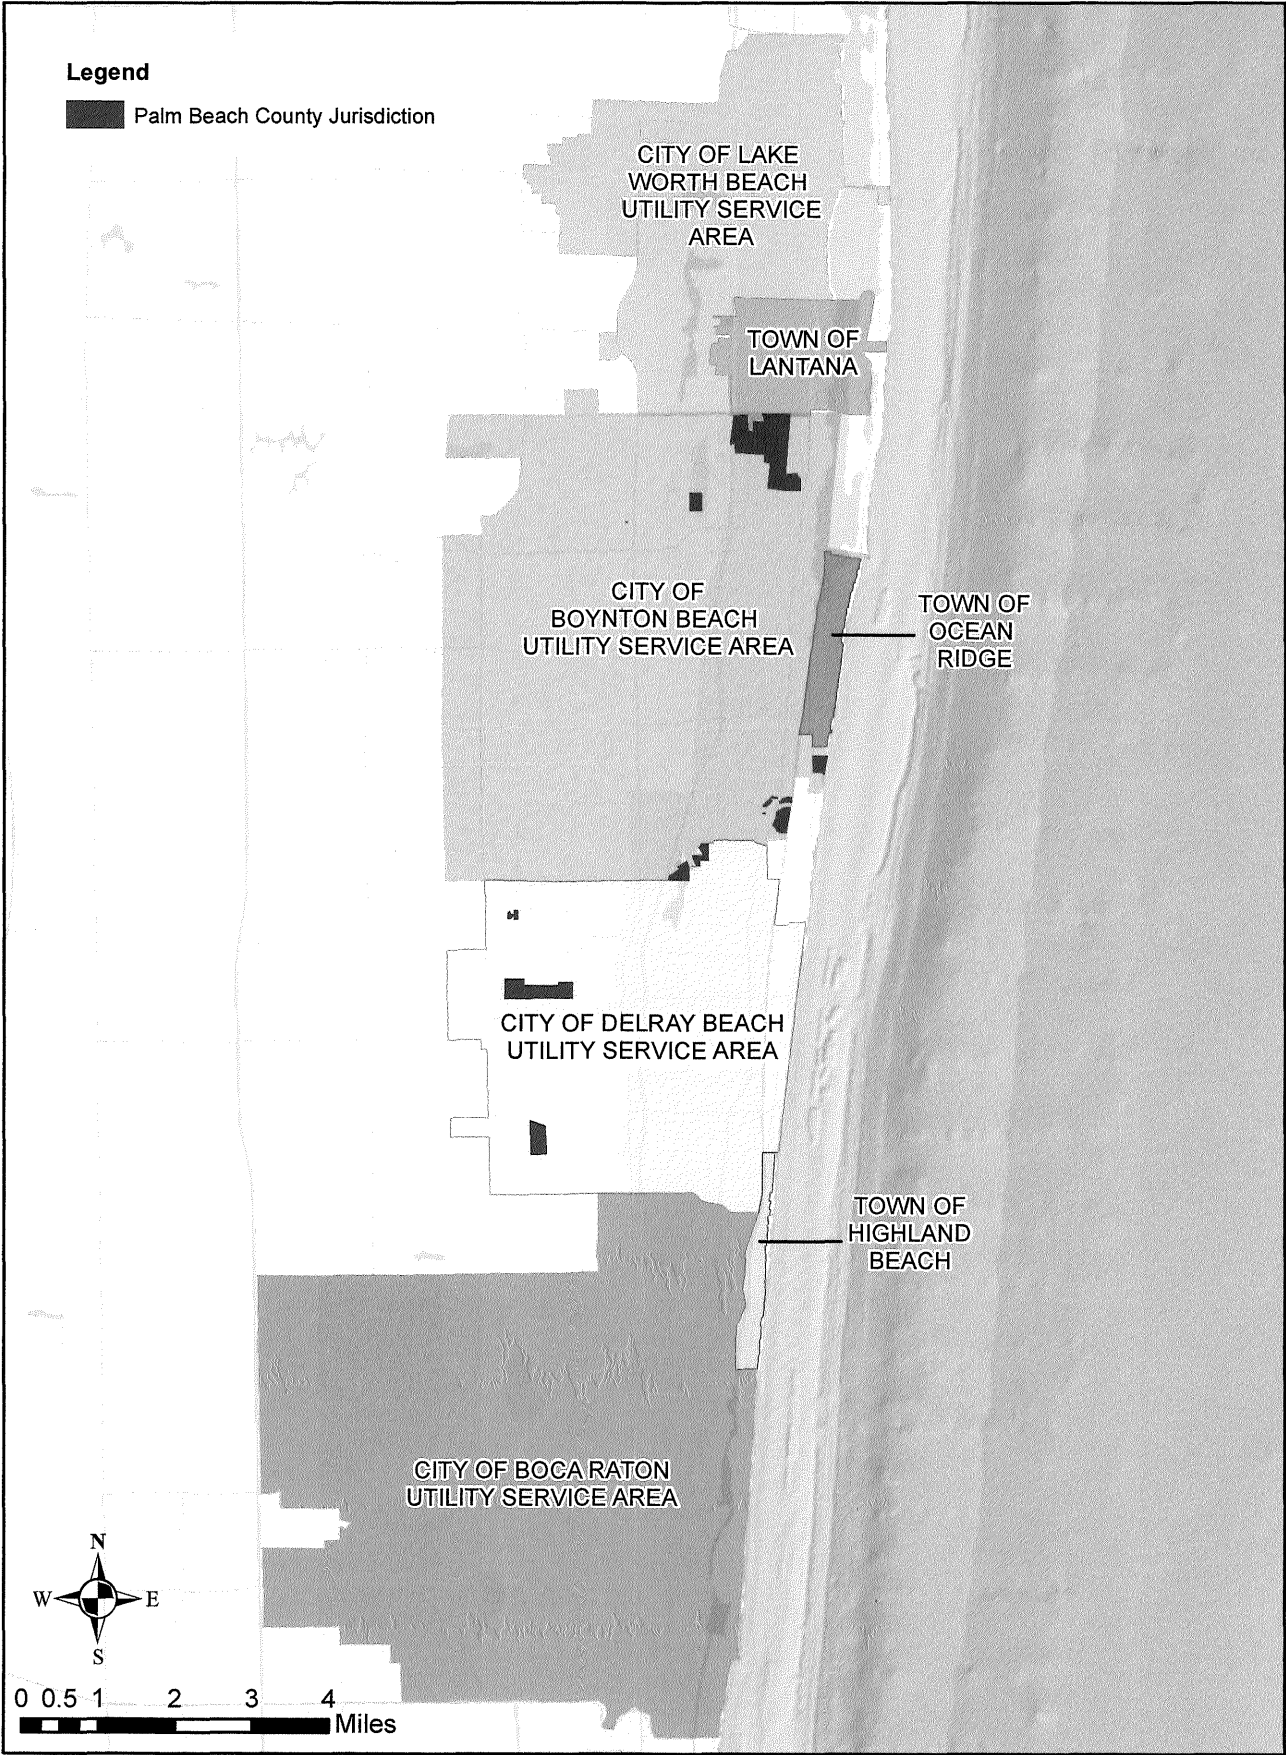 Legend
Palm Beach County Jurisdiction
CITY OF LAKE
WORTH BEACH
UTILITY SERVICE
AREA
TOWN OF
LANTANA
CITY OF
BOYNTON BEACH
UTILITY SERVICE AREA
TOWN OF
OCEAN
RIDGE
CITY OF DELRAY BEACH
UTILITY SERVICE AREA
TOWN OF
HIGHLAND
BEACH
CITY OF BOCA RATON
UTILITY SERVICE AREA
N
W E
S
0 0.5 1 2 3 4
Miles